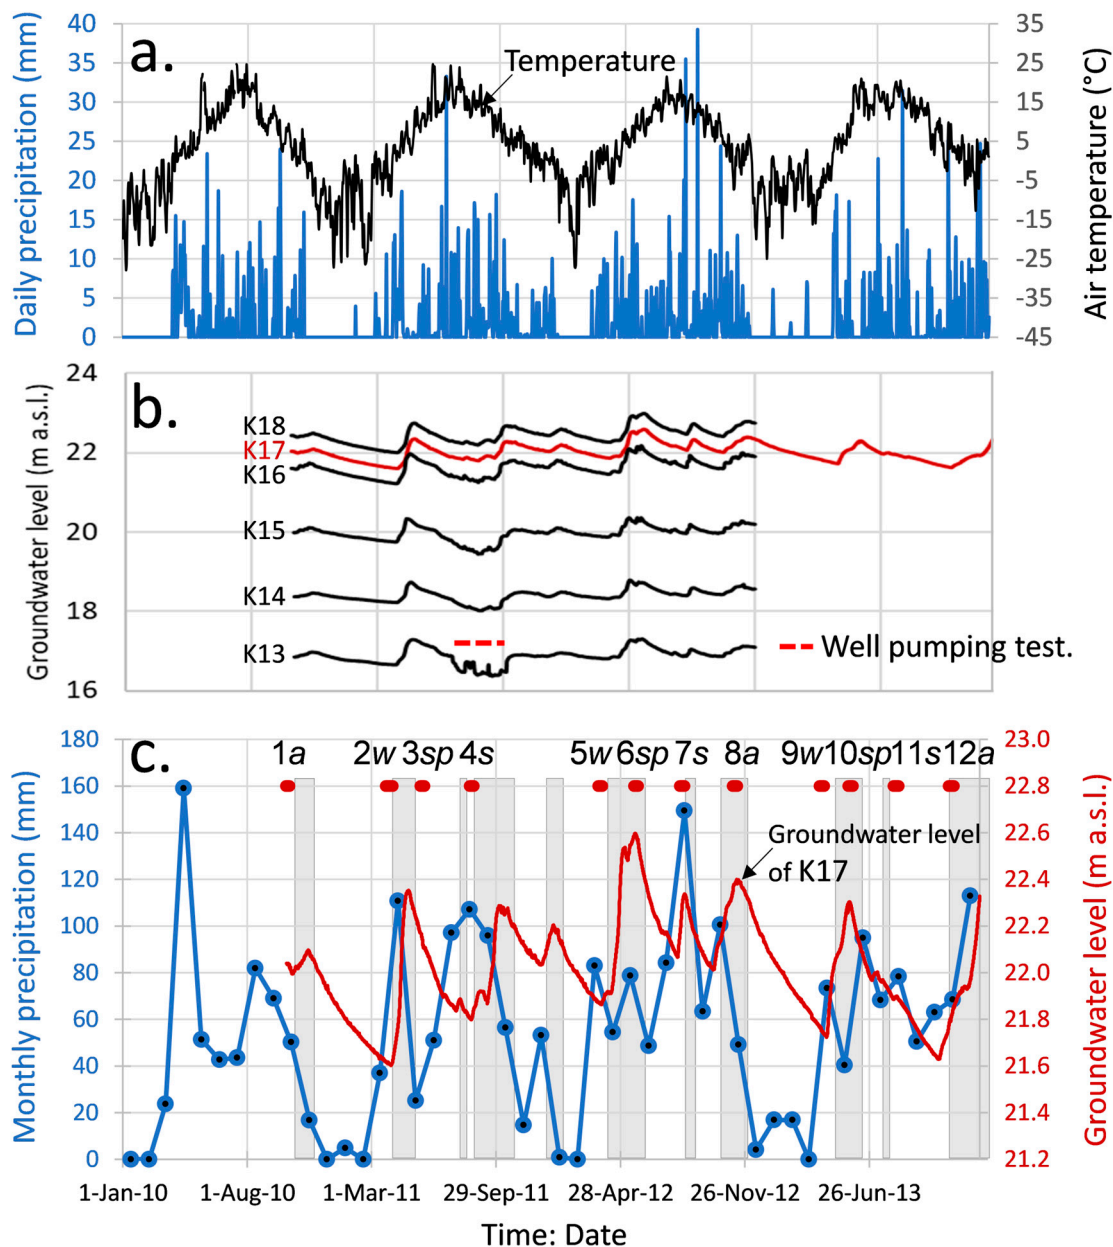 a.
Daily precipitation (mm)
40
35
30
25
20
15
10
5
0
Temperature
35
25
15
5
-5
-15
-25
-35
-45
Air temperature (°C)
b.
Groundwater level (m a.s.l.)
24
22
20
18
16
K18
K17
K16
K15
K14
K13
Well pumping test.
c.
1a 2w 3sp 4s 5w 6sp 7s 8a 9w 10sp 11s 12a
Monthly precipitation (mm)
180
160
140
120
100
80
60
40
20
0
Groundwater level
of K17
23.0
22.8
22.6
22.4
22.2
22.0
21.8
21.6
21.4
21.2
Groundwater level (m a.s.l.)
1-Jan-10 1-Aug-10 1-Mar-11 29-Sep-11 28-Apr-12 26-Nov-12 26-Jun-13
Time: Date